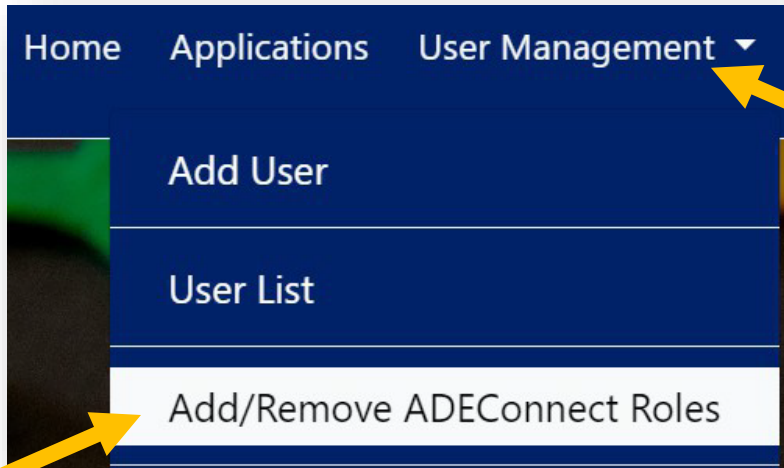 Home Applications User Management
Add User
User List
Add/Remove ADEConnect Roles